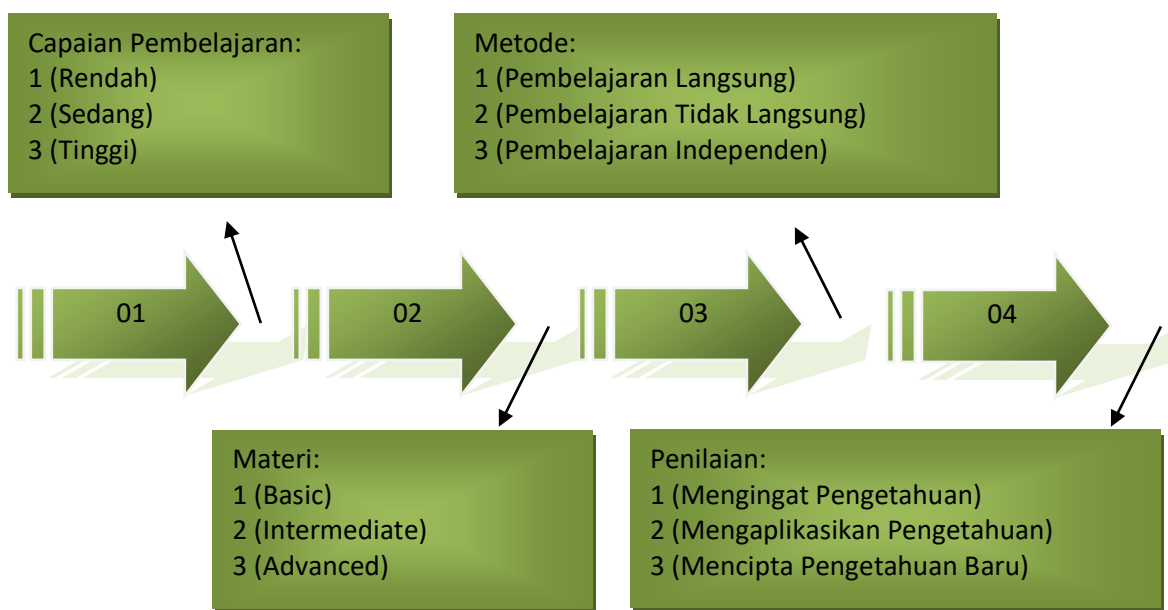 Capaian Pembelajaran:
1 (Rendah)
2 (Sedang)
3 (Tinggi)
Metode:
1 (Pembelajaran Langsung)
2 (Pembelajaran Tidak Langsung)
3 (Pembelajaran Independen)
01
02
03
04
Materi:
1 (Basic)
2 (Intermediate)
3 (Advanced)
Penilaian:
1 (Mengingat Pengetahuan)
2 (Mengaplikasikan Pengetahuan)
3 (Mencipta Pengetahuan Baru)